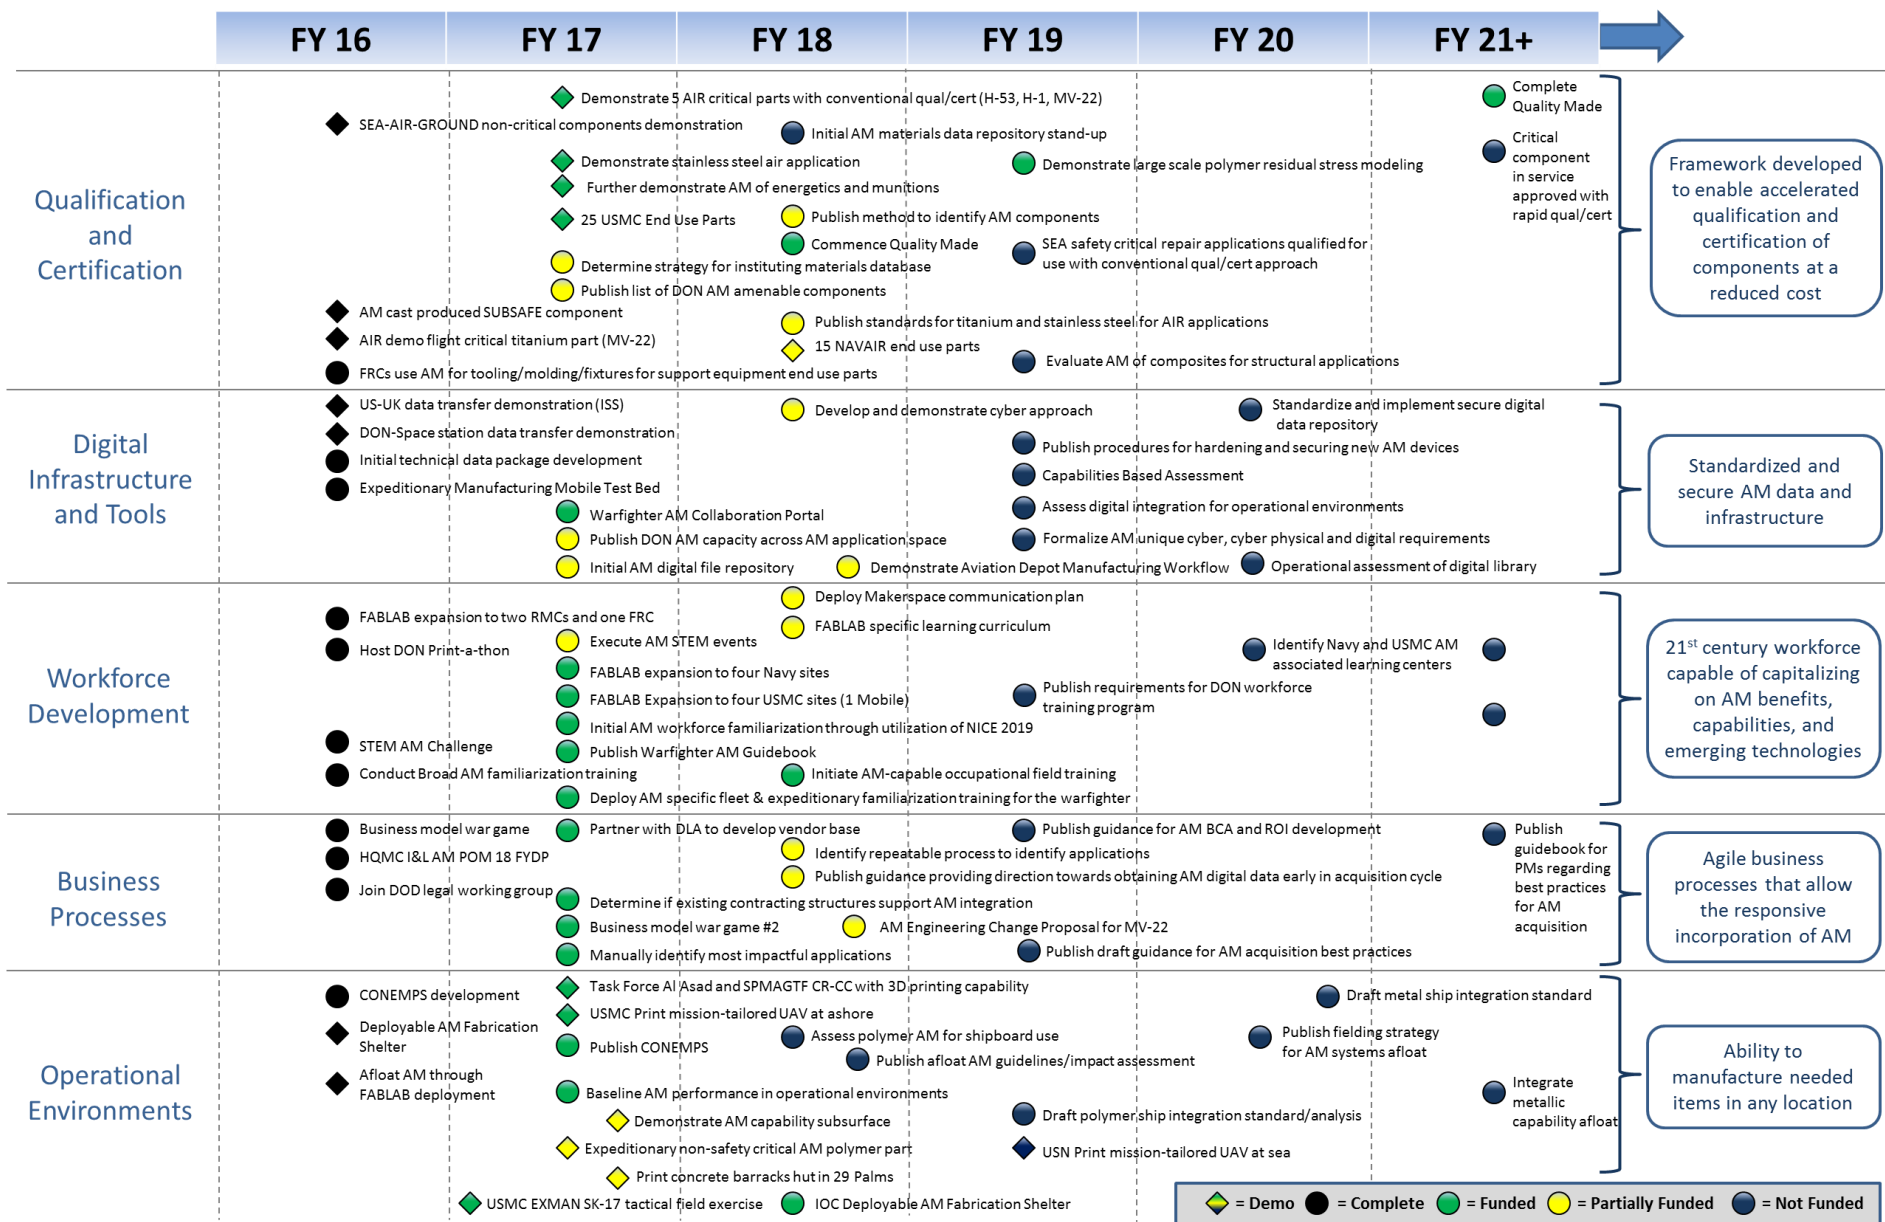 FY 16
FY 17
FY 18
FY 19
FY 20
FY 21+
Qualification
and
Certification
Demonstrate 5 AIR critical parts with conventional qual/cert (H-53, H-1, MV-22)
SEA-AIR-GROUND non-critical components demonstration
Initial AM materials data repository stand-up
Demonstrate stainless steel air application
Demonstrate large scale polymer residual stress modeling
Further demonstrate AM of energetics and munitions
25 USMC End Use Parts
Publish method to identify AM components
Commence Quality Made
SEA safety critical repair applications qualified for
use with conventional qual/cert approach
Determine strategy for instituting materials database
Publish list of DON AM amenable components
AM cast produced SUBSAFE component
Publish standards for titanium and stainless steel for AIR applications
AIR demo flight critical titanium part (MV-22)
15 NAVAIR end use parts
Evaluate AM of composites for structural applications
FRCs use AM for tooling/molding/fixtures for support equipment end use parts
Complete
Quality Made
Critical
component
in service
approved with
rapid qual/cert
Framework developed
to enable accelerated
qualification and
certification of
components at a
reduced cost
Digital
Infrastructure
and Tools
US-UK data transfer demonstration (ISS)
Develop and demonstrate cyber approach
Standardize and implement secure digital
data repository
DON-Space station data transfer demonstration
Publish procedures for hardening and securing new AM devices
Initial technical data package development
Capabilities Based Assessment
Expeditionary Manufacturing Mobile Test Bed
Assess digital integration for operational environments
Warfighter AM Collaboration Portal
Publish DON AM capacity across AM application space
Formalize AM unique cyber, cyber physical and digital requirements
Initial AM digital file repository
Demonstrate Aviation Depot Manufacturing Workflow
Operational assessment of digital library
Standardized and
secure AM data and
infrastructure
Workforce
Development
Deploy Makerspace communication plan
FABLAB expansion to two RMCs and one FRC
FABLAB specific learning curriculum
Execute AM STEM events
Host DON Print-a-thon
Identify Navy and USMC AM
associated learning centers
FABLAB expansion to four Navy sites
Publish requirements for DON workforce
training program
FABLAB Expansion to four USMC sites (1 Mobile)
Initial AM workforce familiarization through utilization of NICE 2019
STEM AM Challenge
Publish Warfighter AM Guidebook
Conduct Broad AM familiarization training
Initiate AM-capable occupational field training
Deploy AM specific fleet & expeditionary familiarization training for the warfighter
21st century workforce
capable of capitalizing
on AM benefits,
capabilities, and
emerging technologies
Business
Processes
Business model war game
Partner with DLA to develop vendor base
Publish guidance for AM BCA and ROI development
HQMC I&L AM POM 18 FYDP
Identify repeatable process to identify applications
Publish guidance providing direction towards obtaining AM digital data early in acquisition cycle
Join DOD legal working group
Determine if existing contracting structures support AM integration
Business model war game #2
AM Engineering Change Proposal for MV-22
Manually identify most impactful applications
Publish draft guidance for AM acquisition best practices
Publish
guidebook for
PMs regarding
best practices
for AM
acquisition
Agile business
processes that allow
the responsive
incorporation of AM
Operational
Environments
Task Force Al Asad and SPMAGTF CR-CC with 3D printing capability
CONEMPS development
Draft metal ship integration standard
USMC Print mission-tailored UAV at ashore
Deployable AM Fabrication
Shelter
Assess polymer AM for shipboard use
Publish fielding strategy
for AM systems afloat
Publish CONEMPS
Publish afloat AM guidelines/impact assessment
Afloat AM through
FABLAB deployment
Baseline AM performance in operational environments
Integrate
metallic
capability afloat
Demonstrate AM capability subsurface
Draft polymer ship integration standard/analysis
Expeditionary non-safety critical AM polymer part
USN Print mission-tailored UAV at sea
Print concrete barracks hut in 29 Palms
USMC EXMAN SK-17 tactical field exercise
IOC Deployable AM Fabrication Shelter
Ability to
manufacture needed
items in any location
= Demo
= Complete
= Funded
= Partially Funded
= Not Funded